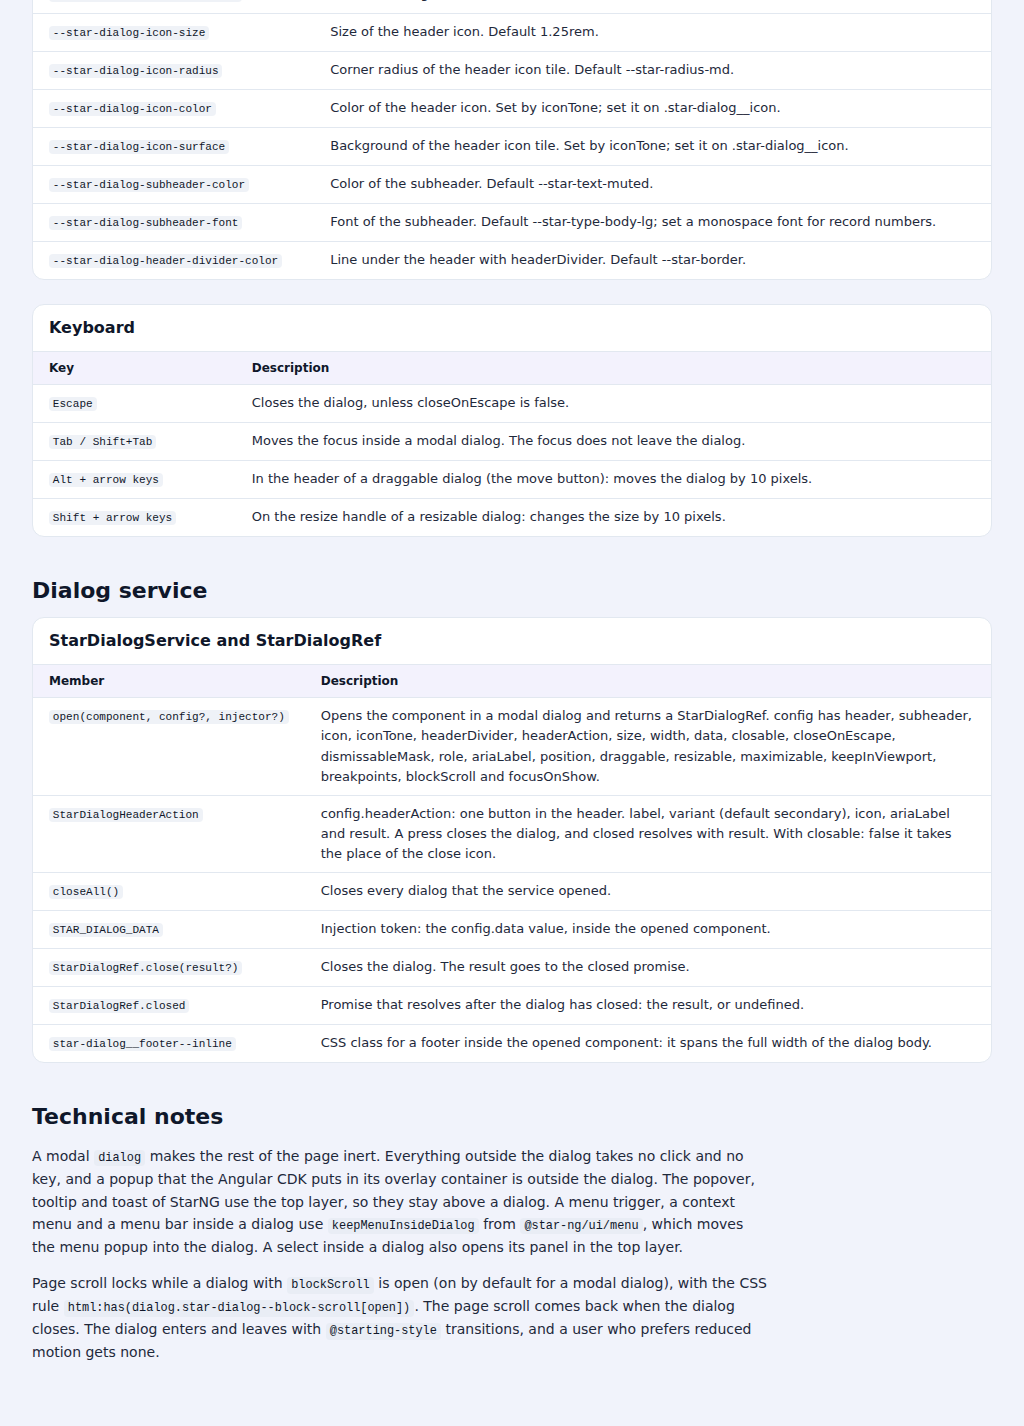 --star-dialog-icon-size Size of the header icon. Default 1.25rem.
--star-dialog-icon-radius Corner radius of the header icon tile. Default --star-radius-md.
--star-dialog-icon-color Color of the header icon. Set by iconTone; set it on .star-dialog__icon.
--star-dialog-icon-surface Background of the header icon tile. Set by iconTone; set it on .star-dialog__icon.
--star-dialog-subheader-color Color of the subheader. Default --star-text-muted.
--star-dialog-subheader-font Font of the subheader. Default --star-type-body-lg; set a monospace font for record numbers.
--star-dialog-header-divider-color Line under the header with headerDivider. Default --star-border.
Keyboard
Key Description
Escape Closes the dialog, unless closeOnEscape is false.
Tab / Shift+Tab Moves the focus inside a modal dialog. The focus does not leave the dialog.
Alt + arrow keys In the header of a draggable dialog (the move button): moves the dialog by 10 pixels.
Shift + arrow keys On the resize handle of a resizable dialog: changes the size by 10 pixels.
Dialog service
StarDialogService and StarDialogRef
Member Description
open(component, config?, injector?) Opens the component in a modal dialog and returns a StarDialogRef. config has header, subheader,
icon, iconTone, headerDivider, headerAction, size, width, data, closable, closeOnEscape,
dismissableMask, role, ariaLabel, position, draggable, resizable, maximizable, keepInViewport,
breakpoints, blockScroll and focusOnShow.
StarDialogHeaderAction config.headerAction: one button in the header. label, variant (default secondary), icon, ariaLabel
and result. A press closes the dialog, and closed resolves with result. With closable: false it takes
the place of the close icon.
closeAll() Closes every dialog that the service opened.
STAR_DIALOG_DATA Injection token: the config.data value, inside the opened component.
StarDialogRef.close(result?) Closes the dialog. The result goes to the closed promise.
StarDialogRef.closed Promise that resolves after the dialog has closed: the result, or undefined.
star-dialog__footer--inline CSS class for a footer inside the opened component: it spans the full width of the dialog body.
Technical notes
A modal dialog makes the rest of the page inert. Everything outside the dialog takes no click and no
key, and a popup that the Angular CDK puts in its overlay container is outside the dialog. The popover,
tooltip and toast of StarNG use the top layer, so they stay above a dialog. A menu trigger, a context
menu and a menu bar inside a dialog use keepMenuInsideDialog from @star-ng/ui/menu, which moves
the menu popup into the dialog. A select inside a dialog also opens its panel in the top layer.
Page scroll locks while a dialog with blockScroll is open (on by default for a modal dialog), with the CSS
rule html:has(dialog.star-dialog--block-scroll[open]). The page scroll comes back when the dialog
closes. The dialog enters and leaves with @starting-style transitions, and a user who prefers reduced
motion gets none.